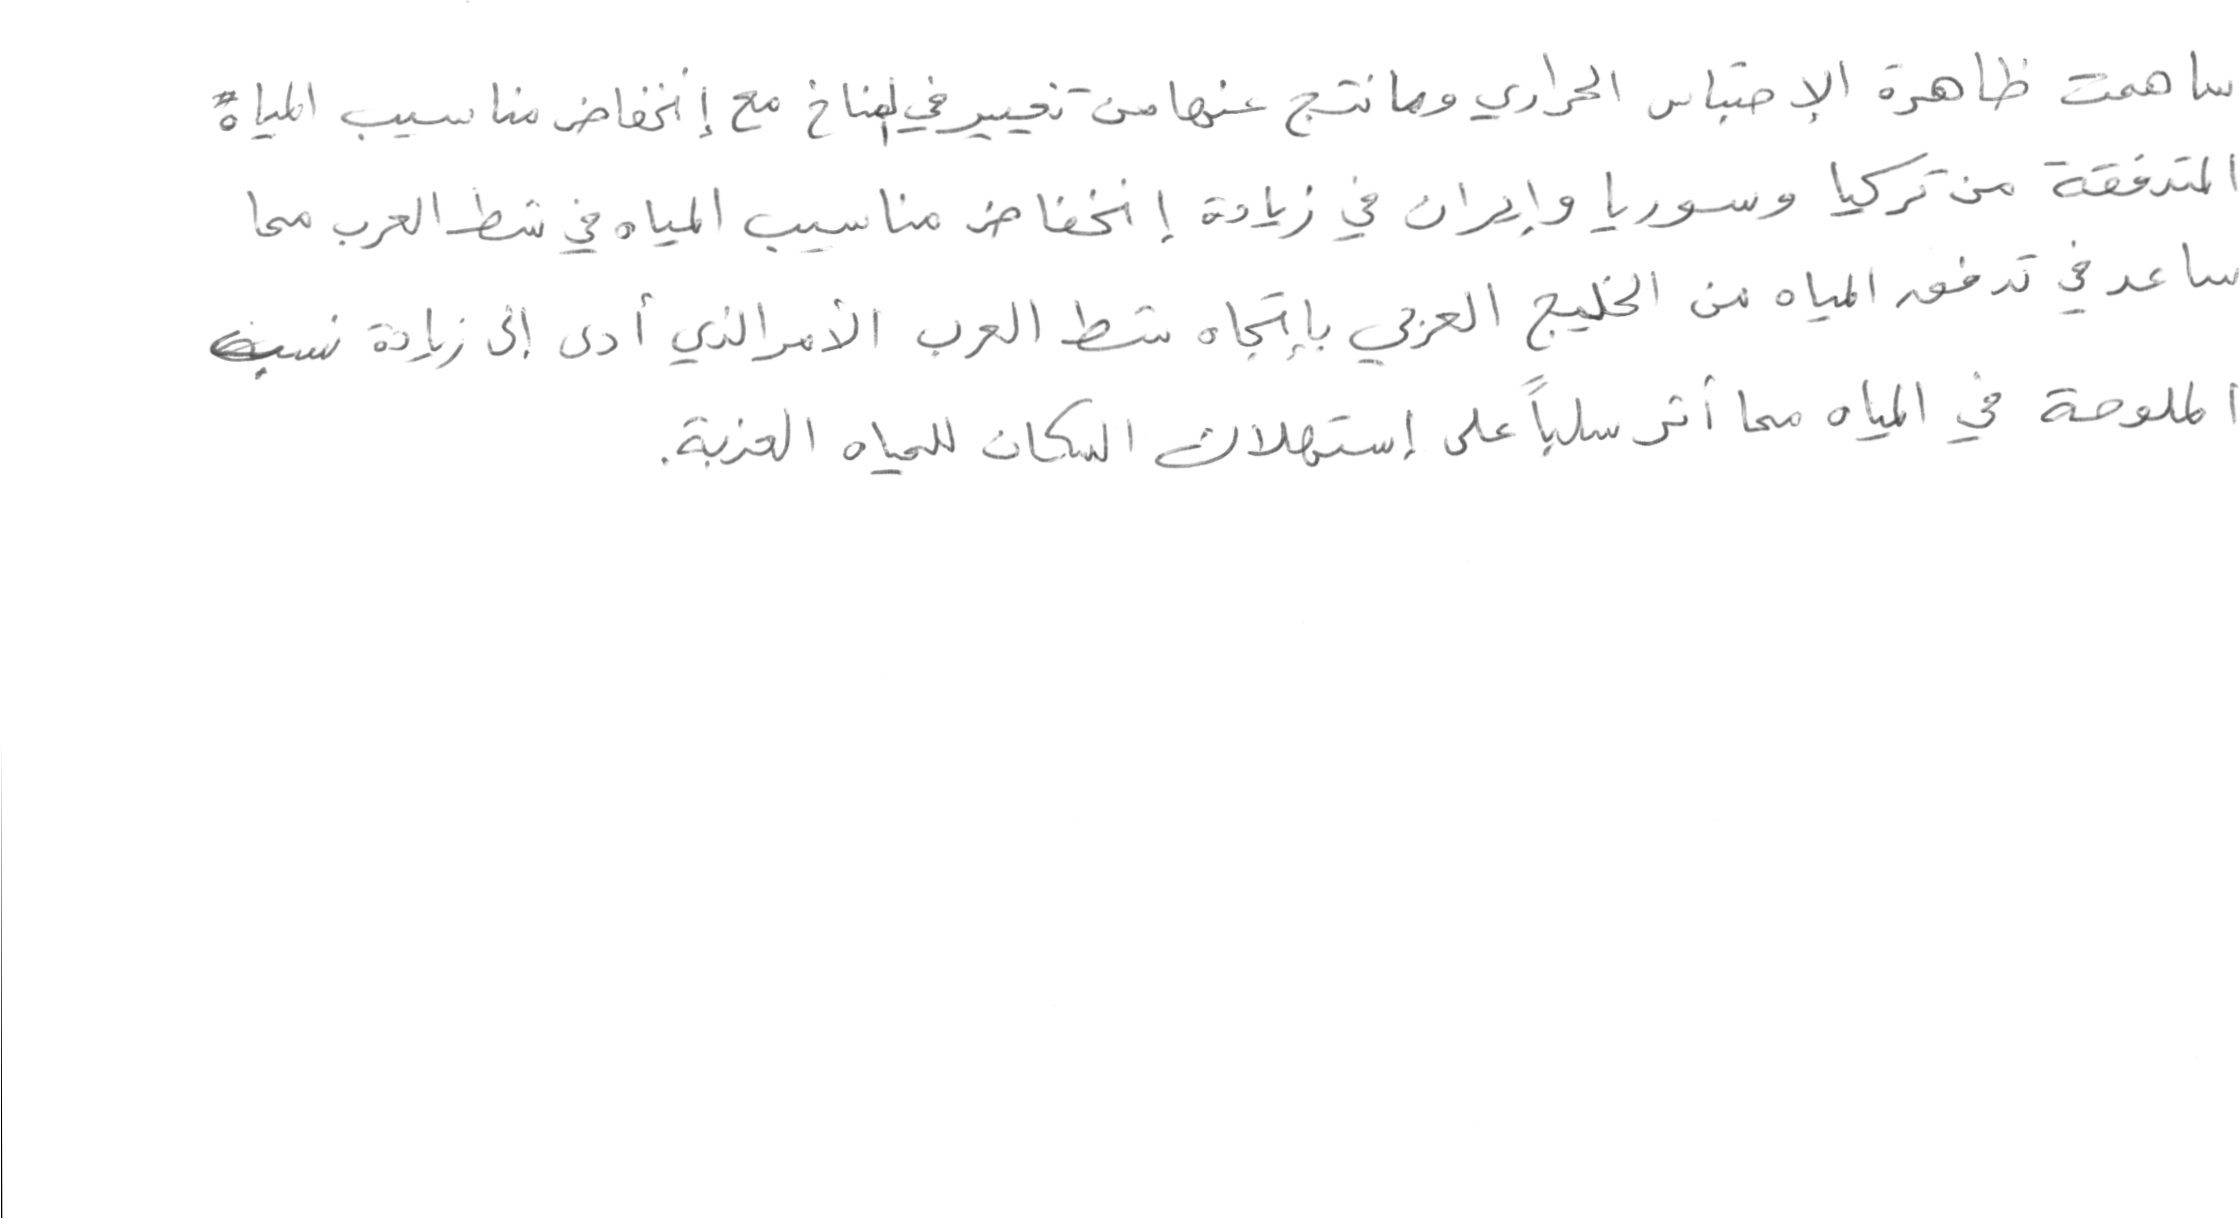 ساهمت ظاهرة الإحتباس الحراري وما نتج عنها من تغيير في المناخ مع إنخفاض مناسيب المياه
المتدفقة من تركيا وسوريا وإيران في زيادة إنخفاض مناسيب المياه في شط العرب مما
ساعد في تدفق المياه من الخليج العربي بإتجاه شط العرب الأمر الذي أدى إلى زيادة نسب
الملوحة في المياه مما أثر سلباً على إستهلاك السكان للمياه العذبة.